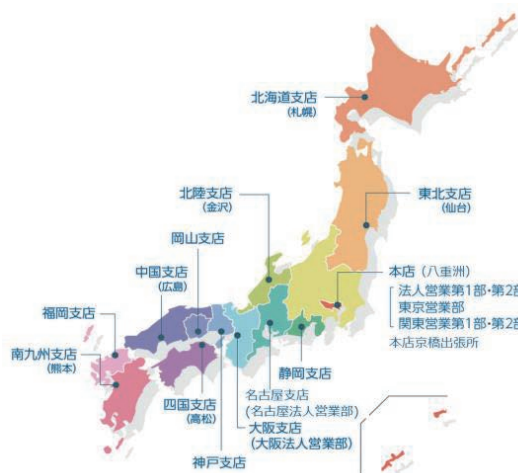 北海道支店
(札幌)
北陸支店
(金沢)
東北支店
(仙台)
岡山支店
中国支店
(広島)
本店(八重洲)
法人営業第1部・第2部
東京営業部
関東営業第1部・第2部
本店京橋出張所
福岡支店
南九州支店
(熊本)
四国支店
(高松)
静岡支店
名古屋支店
(名古屋法人営業部)
大阪支店
(大阪法人営業部)
神戸支店